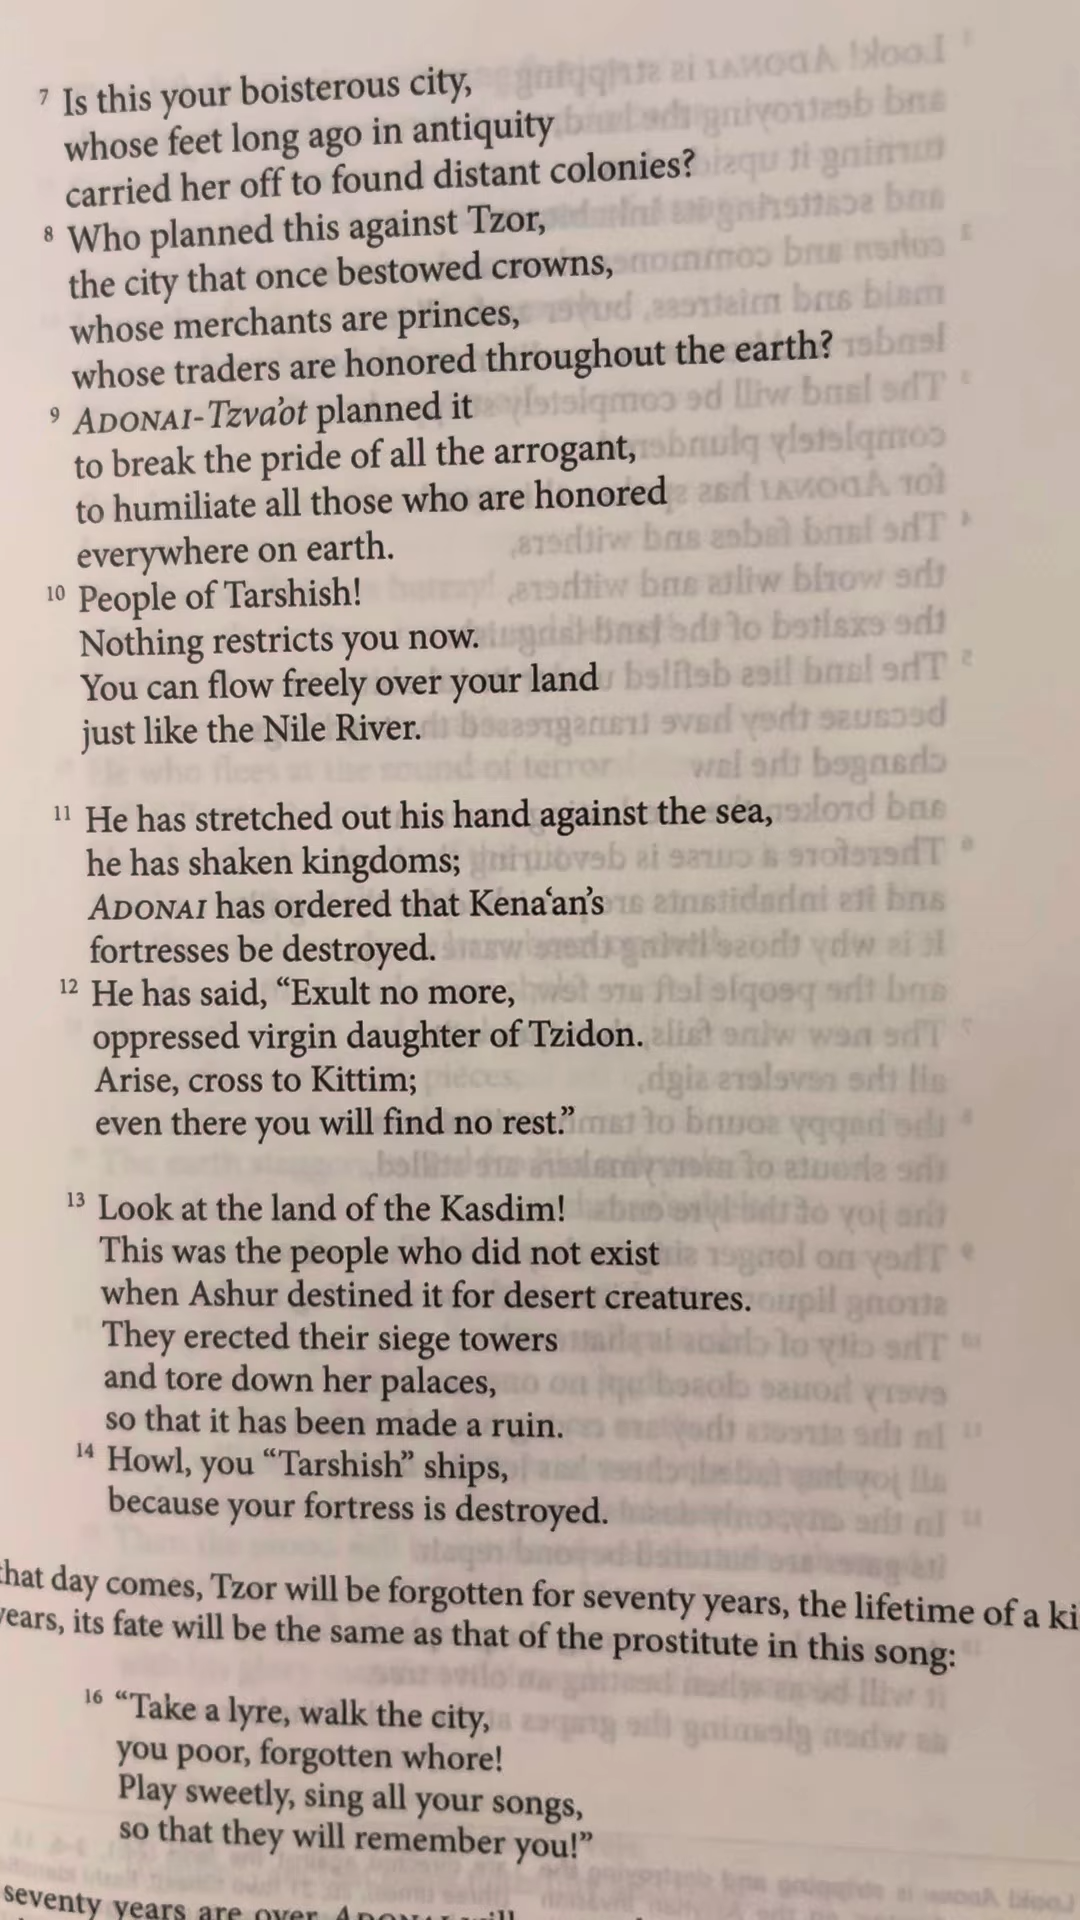 7 Is this your boisterous city,
whose feet long ago in antiquity
carried her off to found distant colonies?
8 Who planned this against Tzor,
the city that once bestowed crowns,
whose merchants are princes,
whose traders are honored throughout the earth?
9 ADONAI-Tzva'ot planned it
to break the pride of all the arrogant,
to humiliate all those who are honored
everywhere on earth.
10 People of Tarshish!
Nothing restricts you now.
You can flow freely over your land
just like the Nile River.
11 He has stretched out his hand against the sea,
he has shaken kingdoms;
ADONAI has ordered that Kena‘an’s
fortresses be destroyed.
12 He has said, “Exult no more,
oppressed virgin daughter of Tzidon.
Arise, cross to Kittim;
even there you will find no rest.”
13 Look at the land of the Kasdim!
This was the people who did not exist
when Ashur destined it for desert creatures.
They erected their siege towers
and tore down her palaces,
so that it has been made a ruin.
14 Howl, you “Tarshish” ships,
because your fortress is destroyed.
that day comes, Tzor will be forgotten for seventy years, the lifetime of a ki
years, its fate will be the same as that of the prostitute in this song:
16 “Take a lyre, walk the city,
you poor, forgotten whore!
Play sweetly, sing all your songs,
so that they will remember you!”
seventy years are over ADONAI will